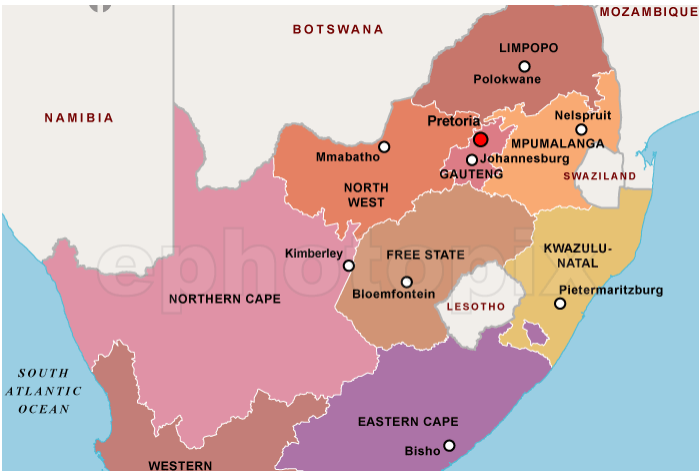 MOZAMBIQUE
BOTSWANA
LIMPOPO
Polokwane
NAMIBIA
Nelspruit
Pretoria
MPUMALANGA
Mmabatho
Johannesburg
GAUTENG
SWAZILAND
NORTH
WEST
Kimberley
FREE STATE
KWAZULU-
NATAL
ephotopix
Bloemfontein
Pietermaritzburg
NORTHERN CAPE
LESOTHO
SOUTH
ATLANTIC
OCEAN
EASTERN CAPE
Bisho
WESTERN